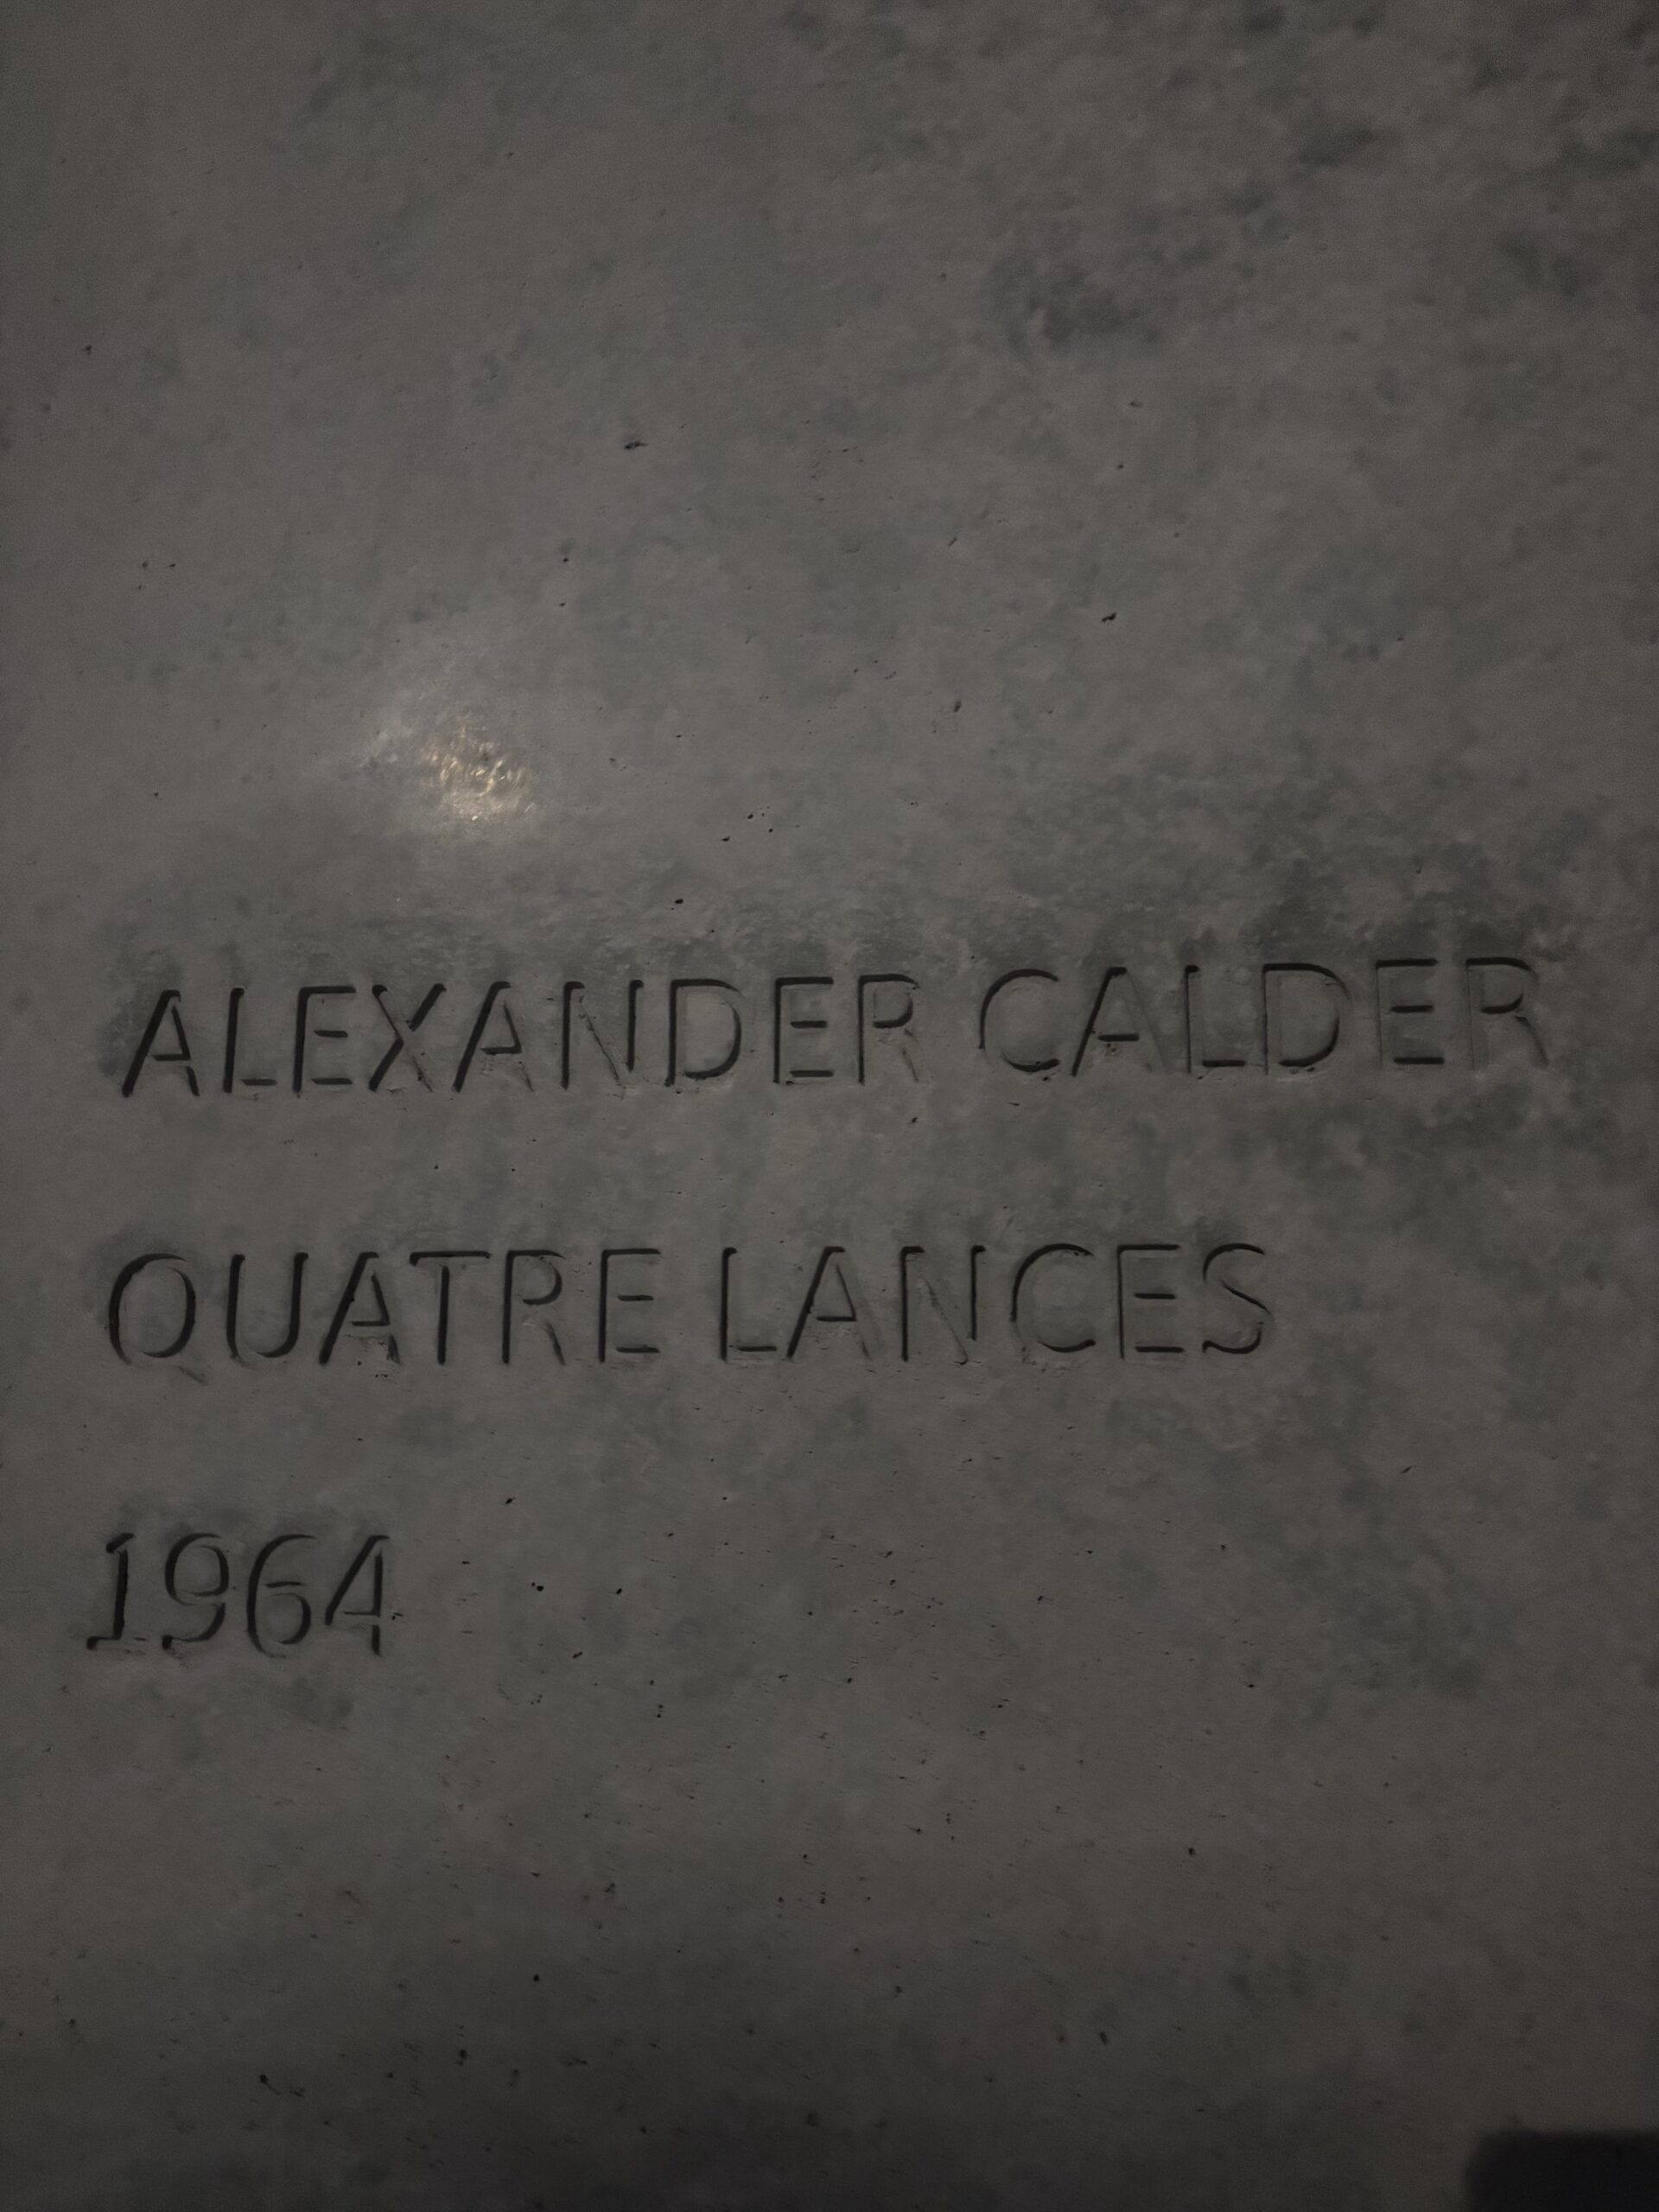 ALEXANDER CALDER
QUATRE LANCES
1964